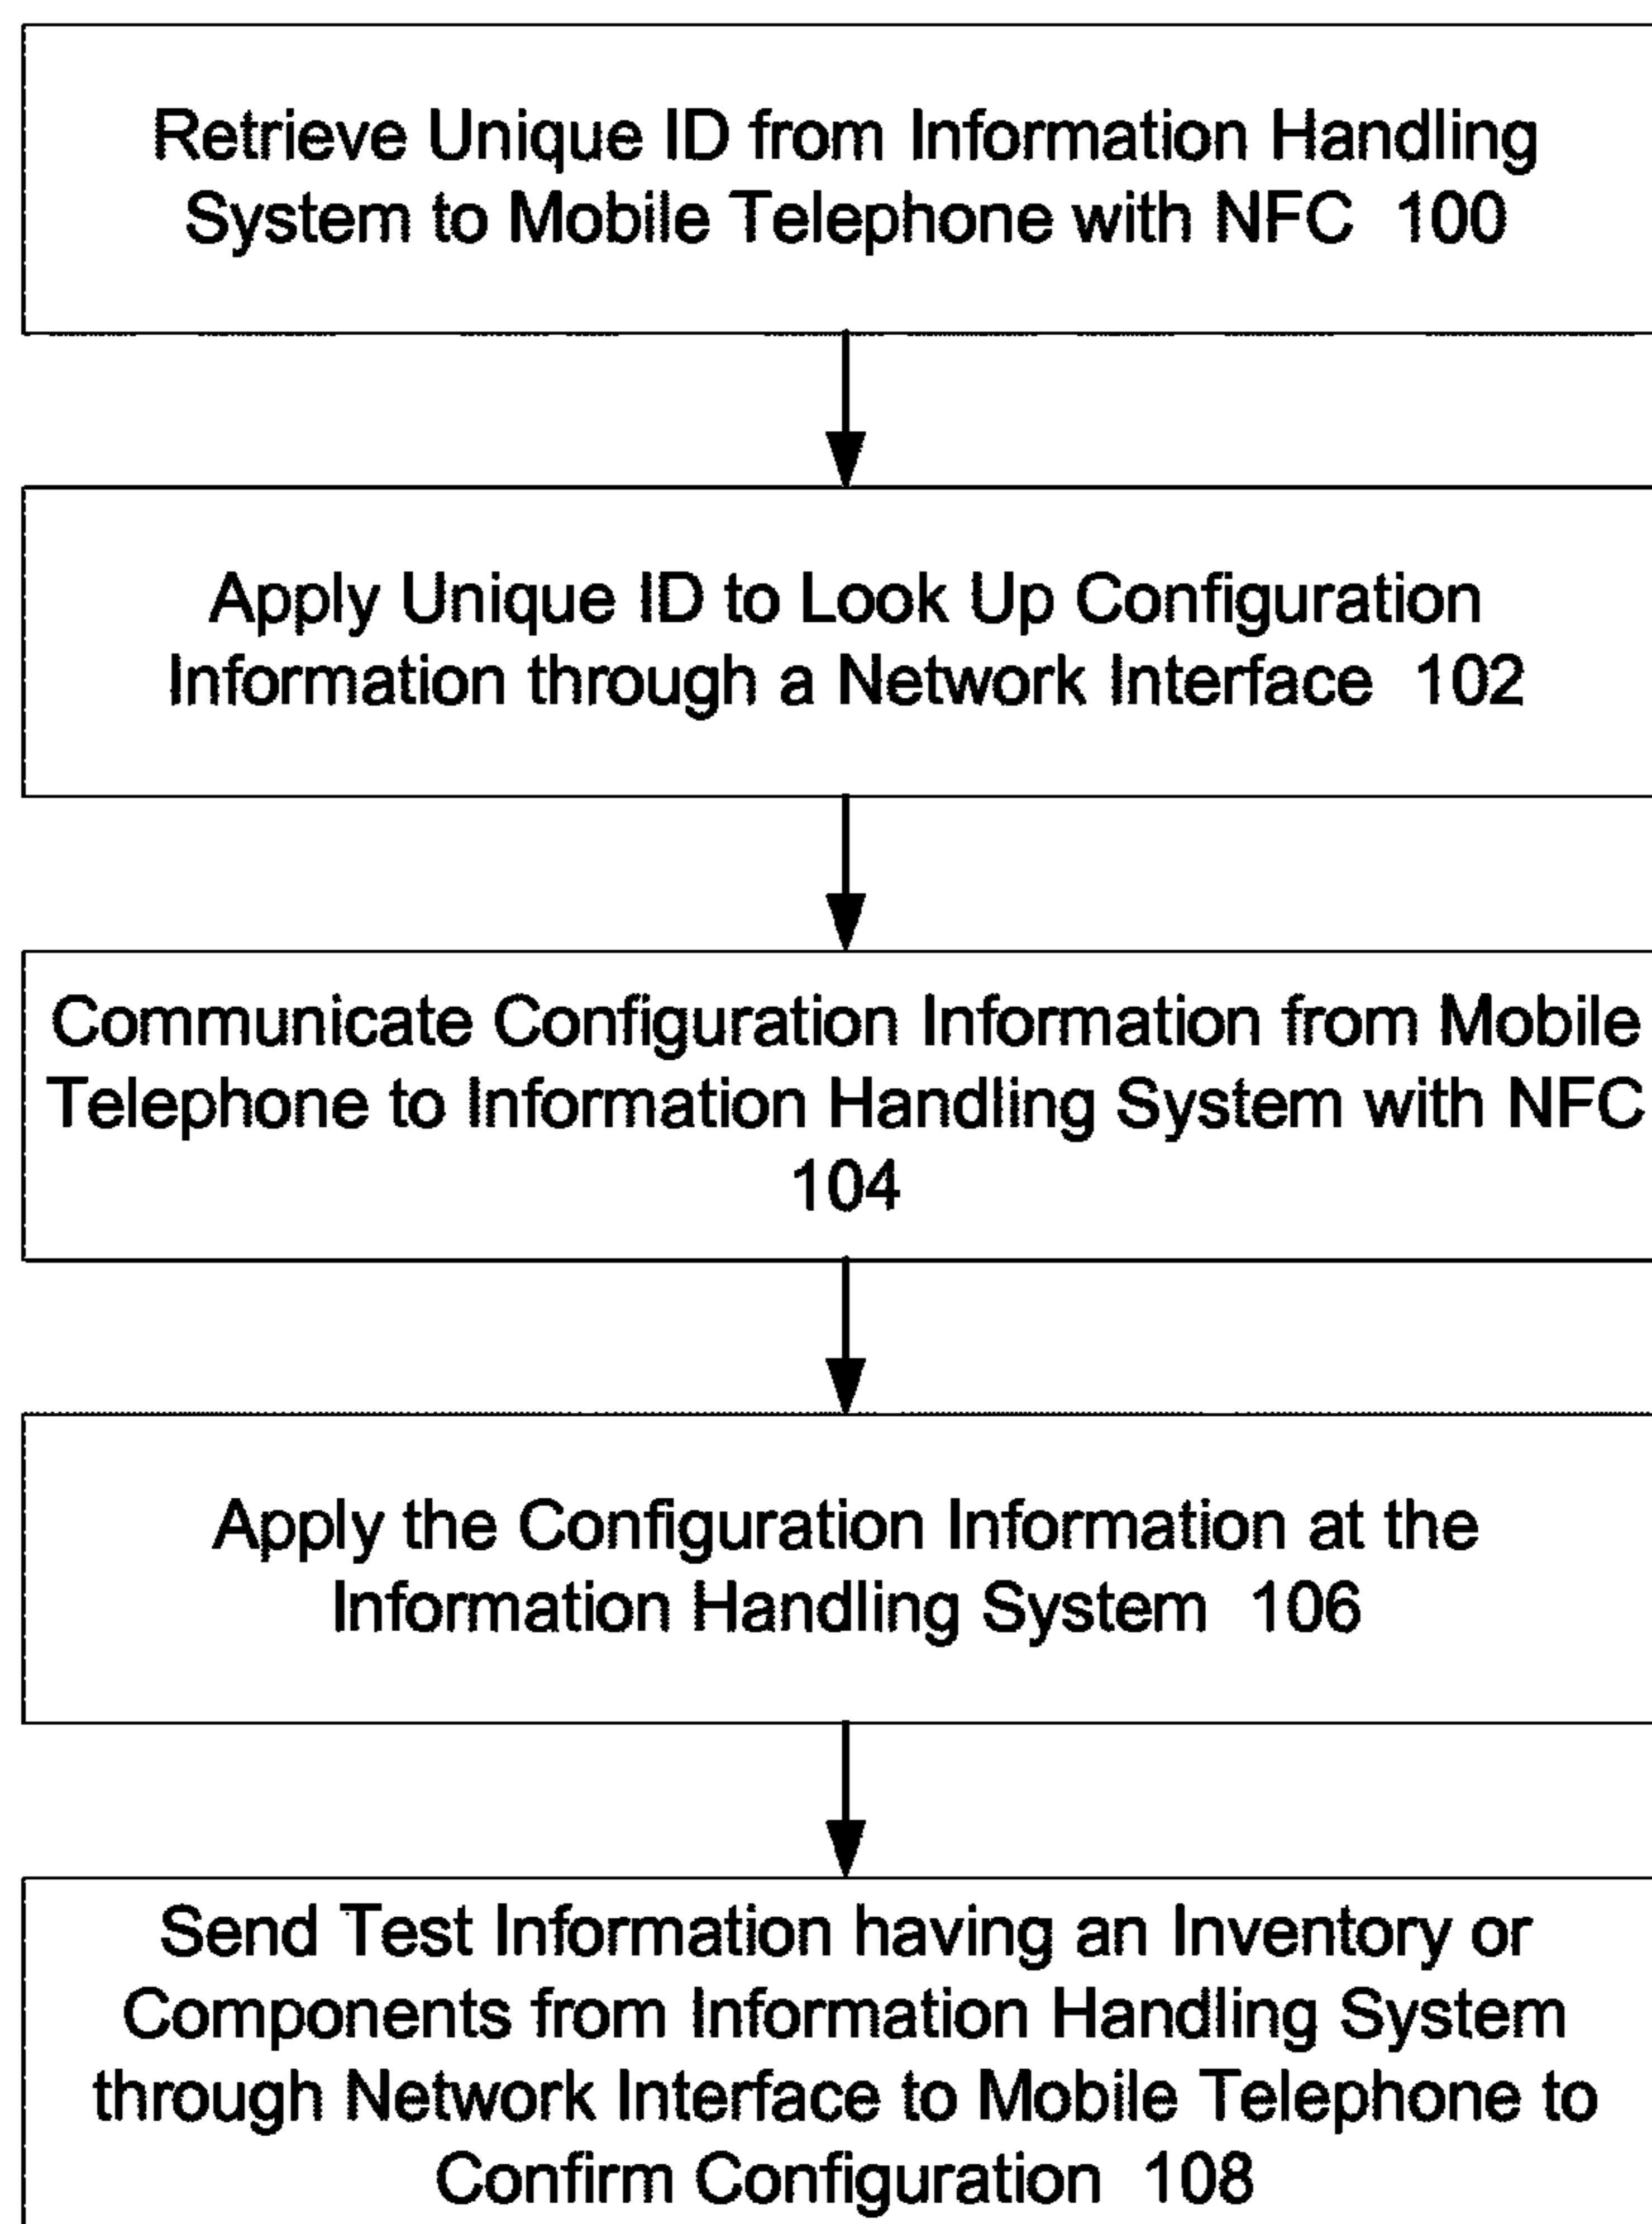 Retrieve Unique ID from Information Handling
System to Mobile Telephone with NFC 100
Apply Unique ID to Look Up Configuration
Information through a Network Interface 102
Communicate Configuration Information from Mobile
Telephone to Information Handling System with NFC
104
Apply the Configuration Information at the
Information Handling System 106
Send Test Information having an Inventory or
Components from Information Handling System
through Network Interface to Mobile Telephone to
Confirm Configuration 108